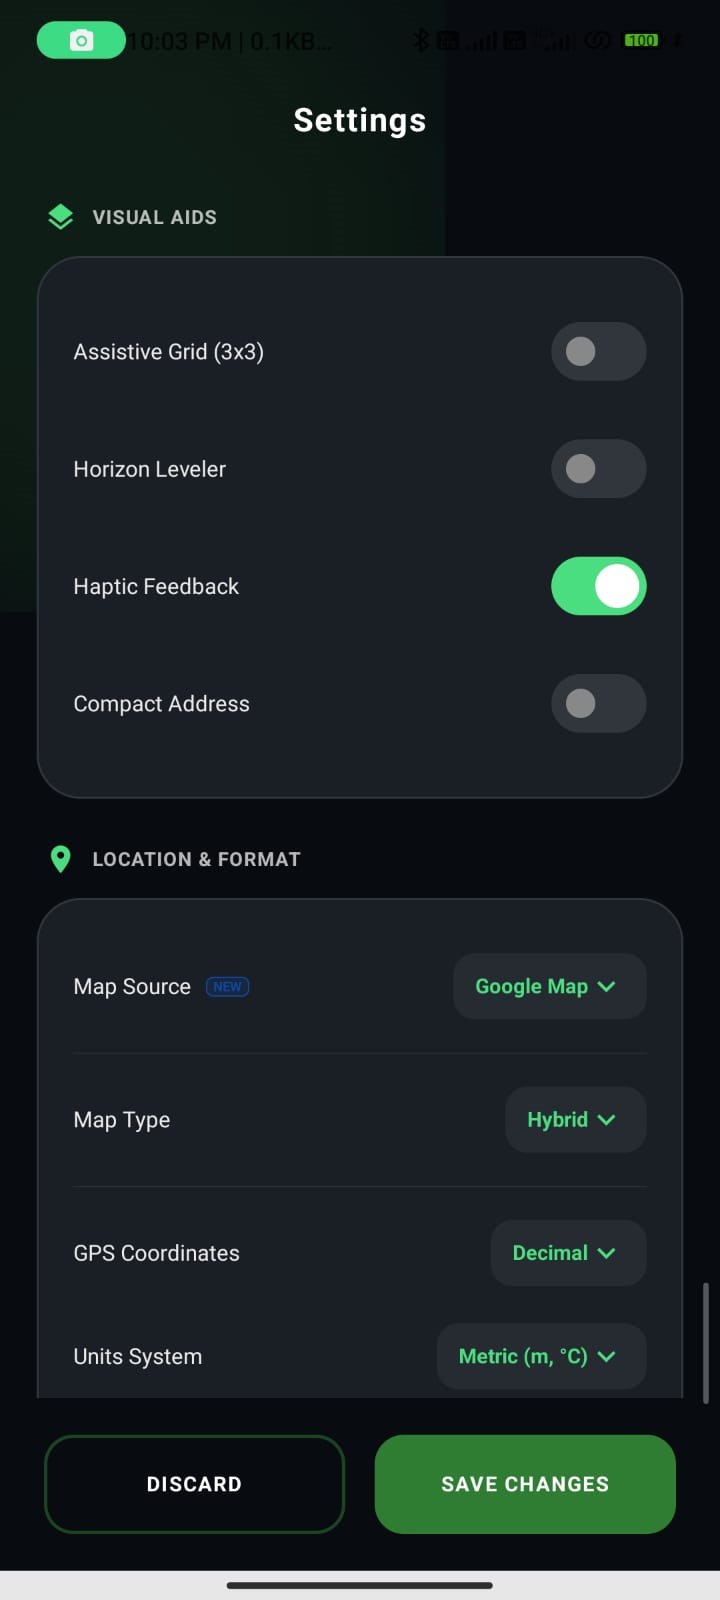 10:03 PM | 0.1KB...
100
Settings
VISUAL AIDS
Assistive Grid (3x3)
Horizon Leveler
Haptic Feedback
Compact Address
LOCATION & FORMAT
Map Source NEW Google Map
Map Type Hybrid
GPS Coordinates Decimal
Units System Metric (m, °C)
DISCARD SAVE CHANGES